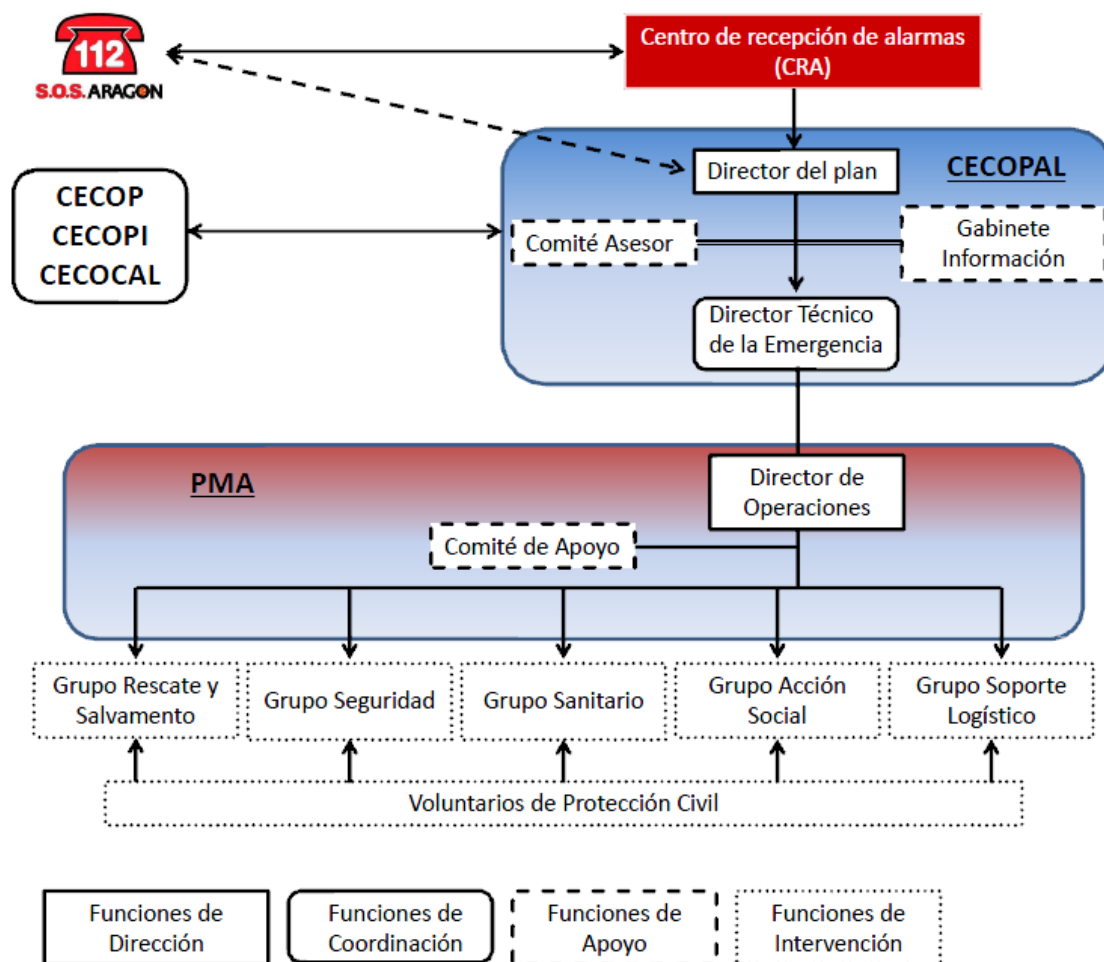 112
S.O.S. ARAGON
Centro de recepción de alarmas
(CRA)
CECOPAL
Director del plan
CECOP
CECOPI
CECOCAL
Comité Asesor
Gabinete
Información
Director Técnico
de la Emergencia
PMA
Director de
Operaciones
Comité de Apoyo
Grupo Rescate y
Salvamento
Grupo Seguridad
Grupo Sanitario
Grupo Acción
Social
Grupo Soporte
Logístico
Voluntarios de Protección Civil
Funciones de
Dirección
Funciones de
Coordinación
Funciones de
Apoyo
Funciones de
Intervención